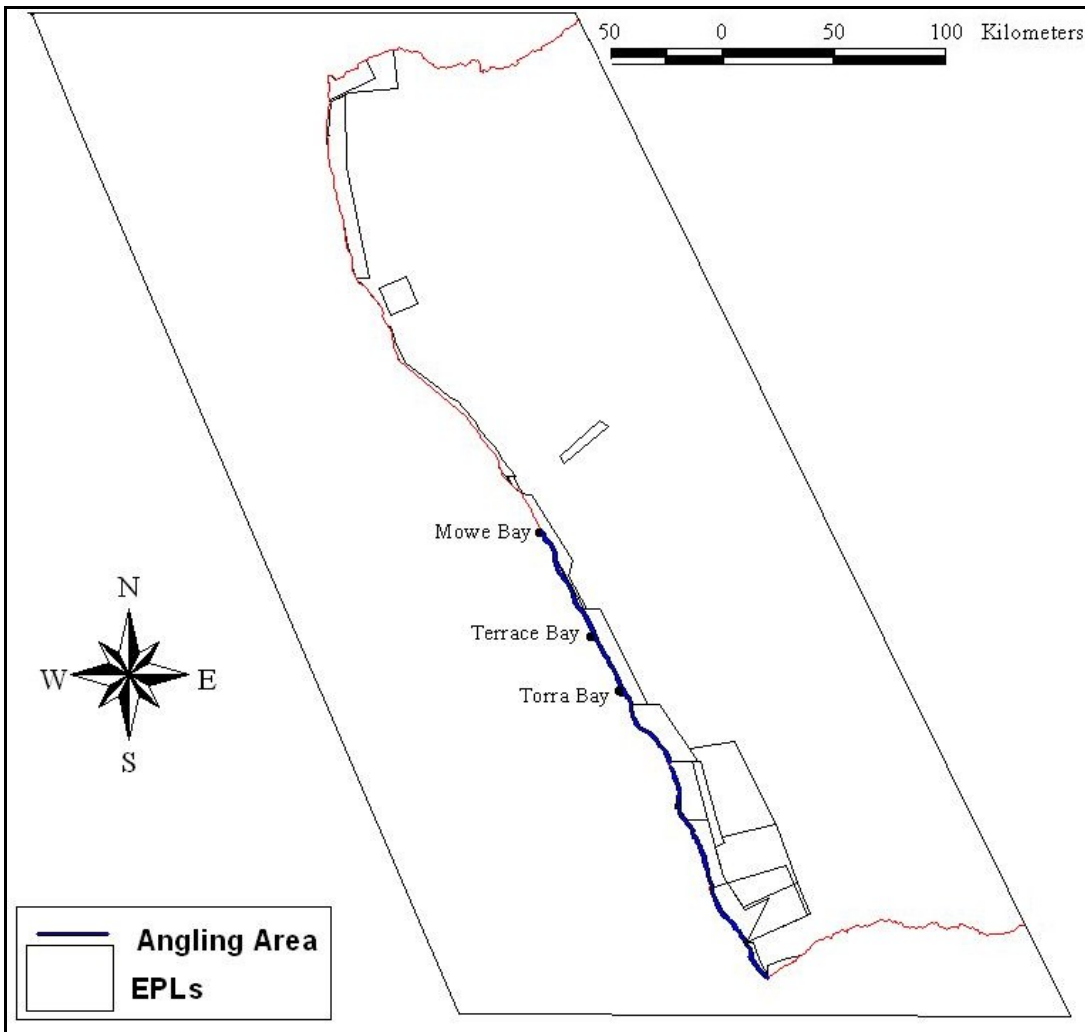 50 0 50 100 Kilometers
Mowe Bay
Terrace Bay
Torra Bay
N
W E
S
Angling Area
EPLs